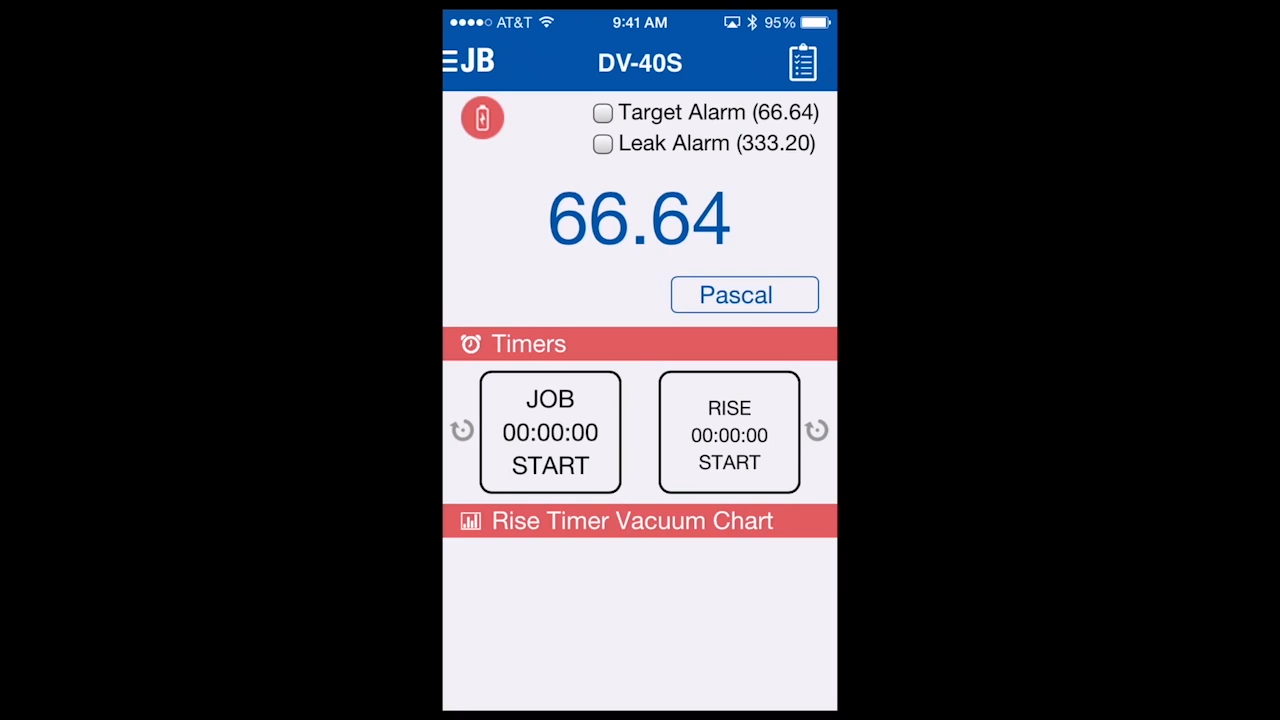 AT&T 9:41 AM 95%
JB DV-40S
Target Alarm (66.64)
Leak Alarm (333.20)
66.64
Pascal
Timers
JOB
00:00:00
START
RISE
00:00:00
START
Rise Timer Vacuum Chart